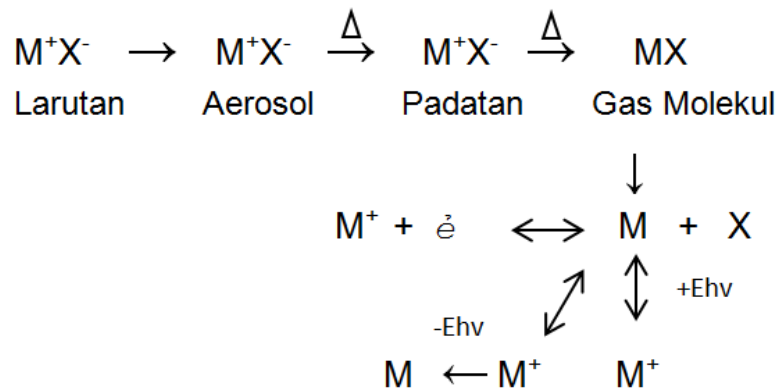 M⁺X⁻ → M⁺X⁻ Δ→ M⁺X⁻ Δ→ MX
Larutan Aerosol Padatan Gas Molekul
↓
M⁺ + ẻ ↔ M + X
-Ehv +Ehv
M ← M⁺ M⁺